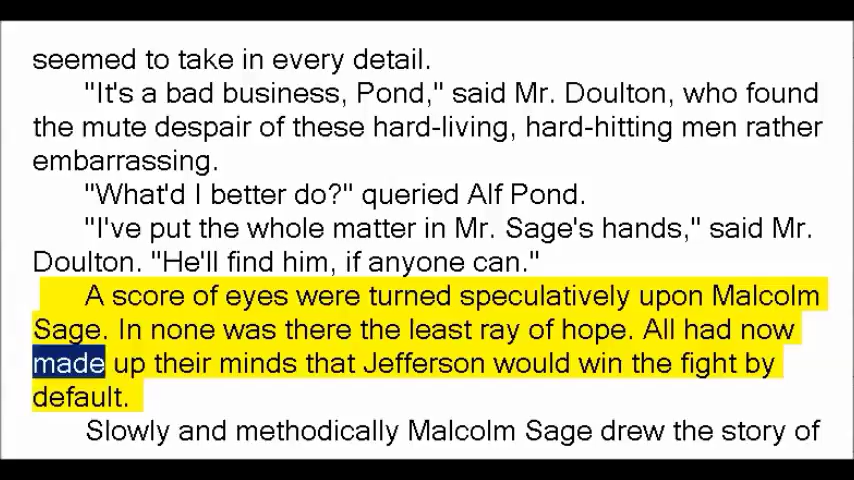 seemed to take in every detail.
"It's a bad business, Pond," said Mr. Doulton, who found
the mute despair of these hard-living, hard-hitting men rather
embarrassing.
"What'd I better do?" queried Alf Pond.
"I've put the whole matter in Mr. Sage's hands," said Mr.
Doulton. "He'll find him, if anyone can."
A score of eyes were turned speculatively upon Malcolm
Sage. In none was there the least ray of hope. All had now
made up their minds that Jefferson would win the fight by
default.
Slowly and methodically Malcolm Sage drew the story of